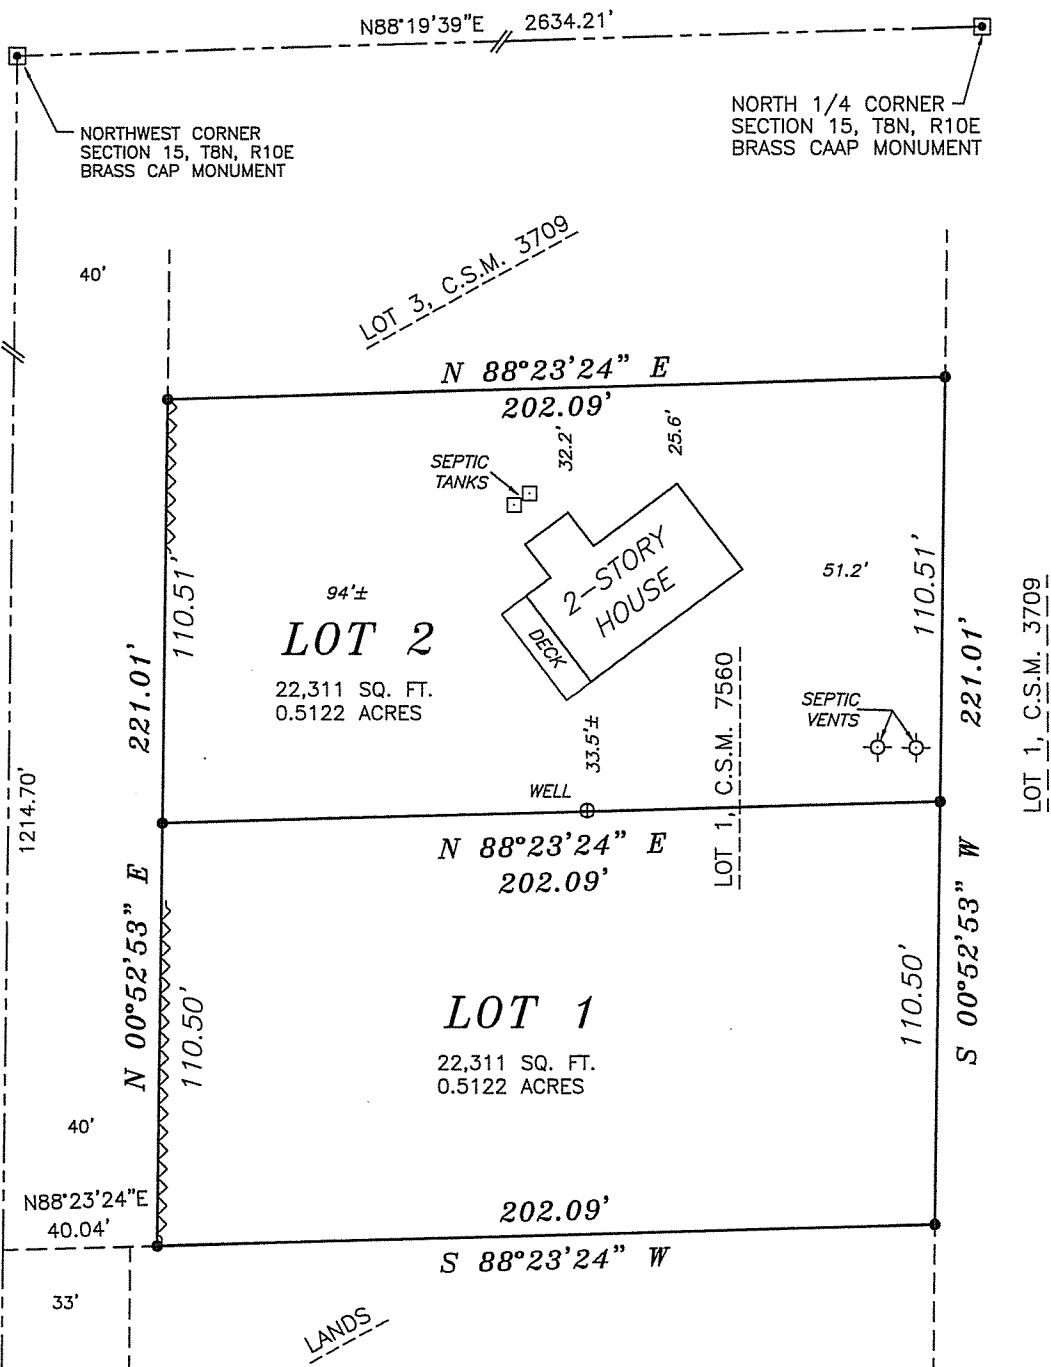 N88°19'39"E 2634.21'
NORTHWEST CORNER
SECTION 15, T8N, R10E
BRASS CAP MONUMENT
NORTH 1/4 CORNER
SECTION 15, T8N, R10E
BRASS CAAP MONUMENT
40'
LOT 3, C.S.M. 3709
N 88°23'24" E
202.09'
SEPTIC
TANKS
32.2'
25.6'
2-STORY
HOUSE
DECK
51.2'
94'±
LOT 2
22,311 SQ. FT.
0.5122 ACRES
110.51'
221.01'
110.51'
221.01'
LOT 1, C.S.M. 3709
SEPTIC
VENTS
LOT 1, C.S.M. 7560
33.5'±
WELL
1214.70'
N 88°23'24" E
202.09'
N 00°52'53" E
110.50'
LOT 1
22,311 SQ. FT.
0.5122 ACRES
110.50'
S 00°52'53" W
40'
N88°23'24"E
40.04'
202.09'
S 88°23'24" W
33'
LANDS